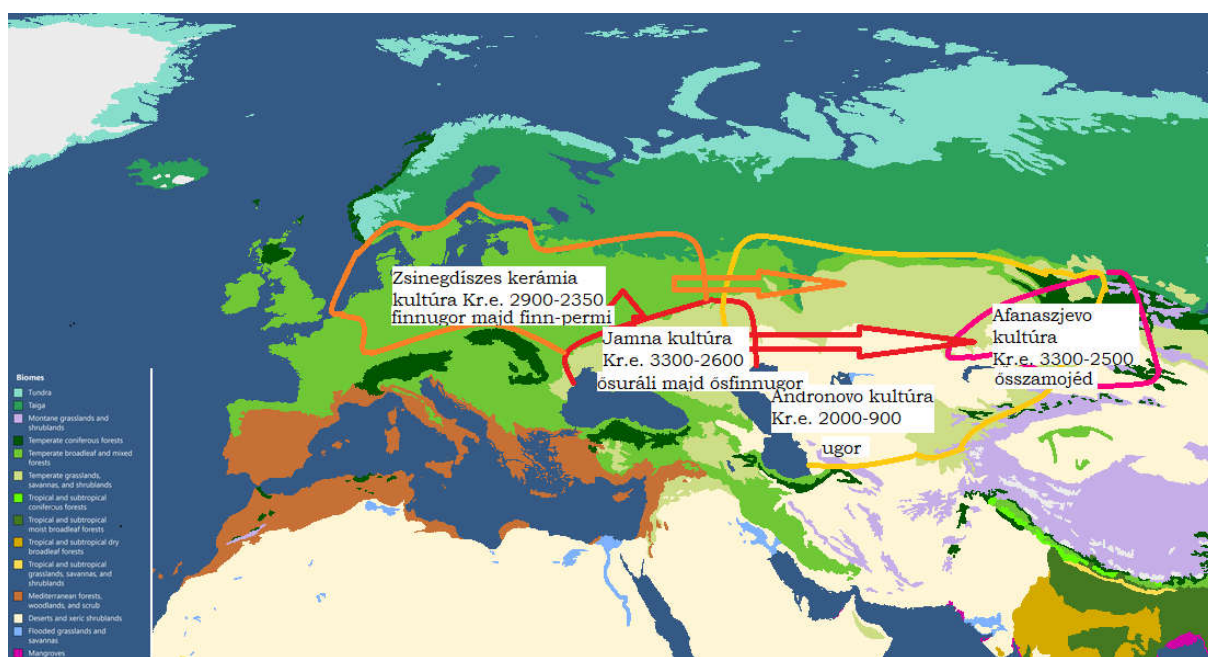 Zsinegdíszes kerámia
kultúra Kr.e. 2900-2350
finnugor majd finn-permi
Jamna kultúra
Kr.e. 3300-2600
ősuráli majd ősfinnugor
Afanaszjevo
kultúra
Kr.e. 3300-2500
ősszamojéd
Andronovo kultúra
Kr.e. 2000-900
ugor
Biomes
Tundra
Taiga
Montane grasslands and
shrublands
Temperate coniferous forests
Temperate broadleaf and mixed
forests
Temperate grasslands,
savannas, and shrublands
Tropical and subtropical
coniferous forests
Tropical and subtropical
moist broadleaf forests
Tropical and subtropical dry
broadleaf forests
Tropical and subtropical
grasslands, savannas, and
shrublands
Mediterranean forests,
woodlands, and scrub
Deserts and xeric shrublands
Flooded grasslands and
savannas
Mangroves